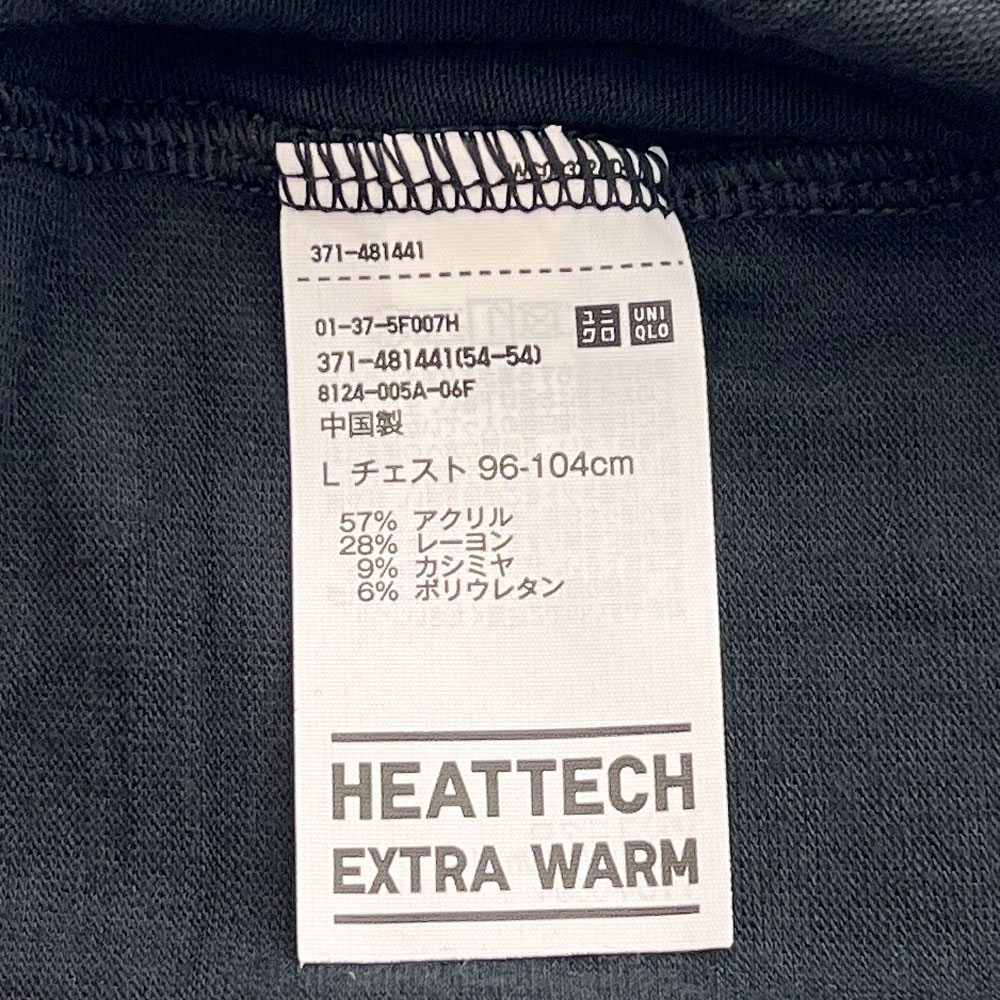 371-481441
01-37-5F007H
ユニ
クロ
UNI
QLO
371-481441(54-54)
8124-005A-06F
中国製
L チェスト 96-104cm
57% アクリル
28% レーヨン
9% カシミヤ
6% ポリウレタン
HEATTECH
EXTRA WARM